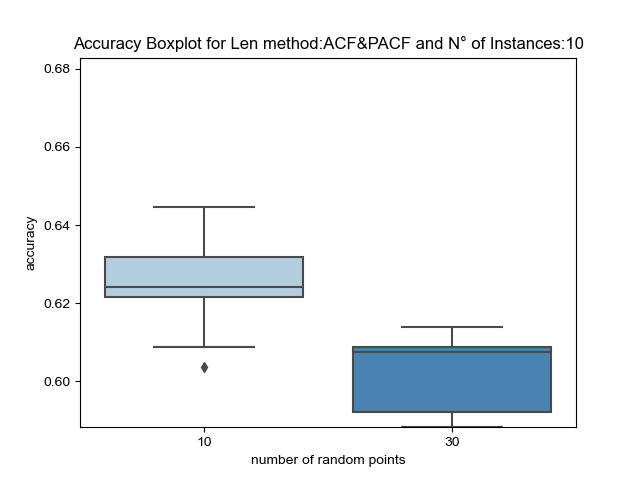 Accuracy Boxplot for Len method:ACF&PACF and N° of Instances:10
0.68
0.66
0.64
0.62
0.60
accuracy
10
30
number of random points